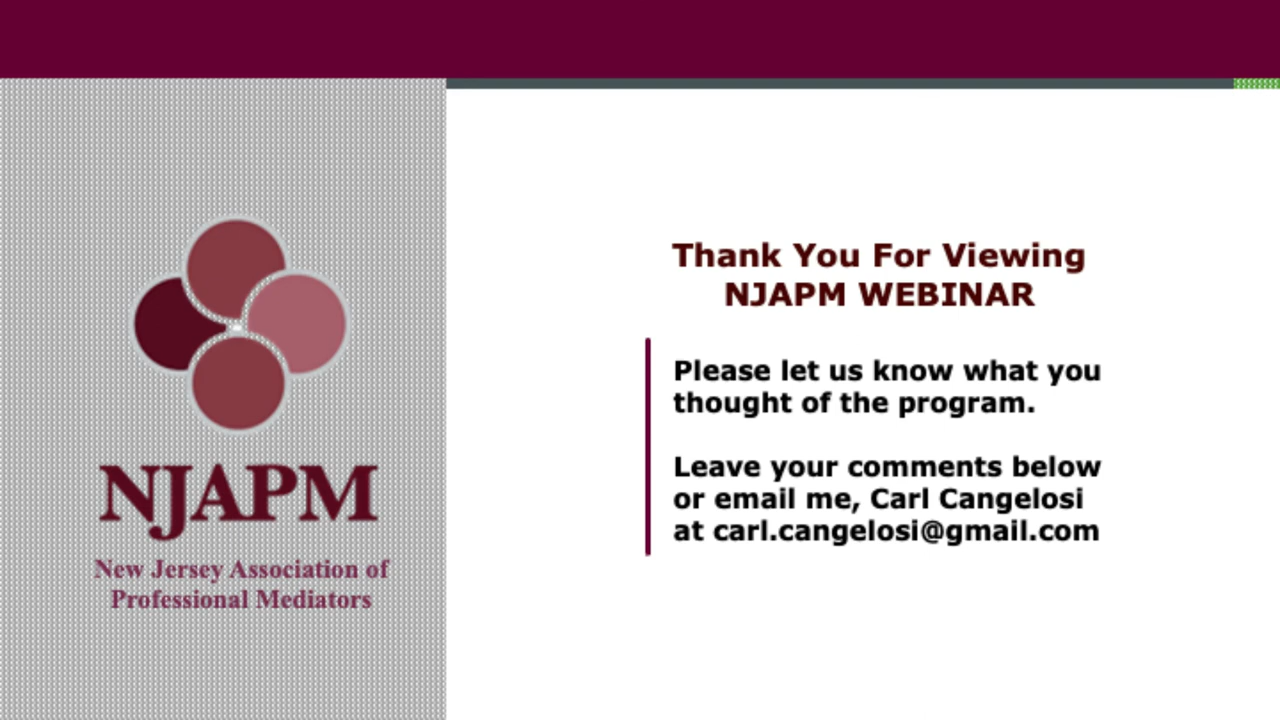 NJAPM
New Jersey Association of
Professional Mediators
Thank You For Viewing
NJAPM WEBINAR
Please let us know what you
thought of the program.
Leave your comments below
or email me, Carl Cangelosi
at carl.cangelosi@gmail.com